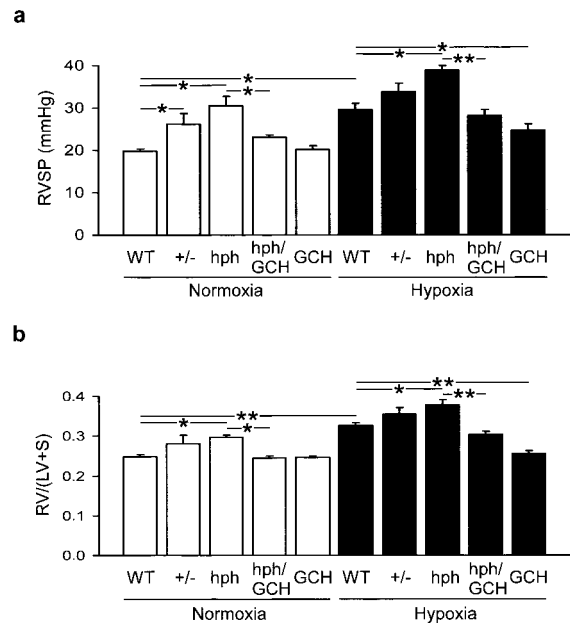 a
*
*
*
*
**
*
*
40
30
20
10
0
RVSP (mmHg)
WT +/- hph hph/GCH GCH WT +/- hph hph/GCH GCH
Normoxia Hypoxia
b
**
**
*
*
**
*
0.4
0.3
0.2
0.1
0.0
RV/(LV+S)
WT +/- hph hph/GCH GCH WT +/- hph hph/GCH GCH
Normoxia Hypoxia